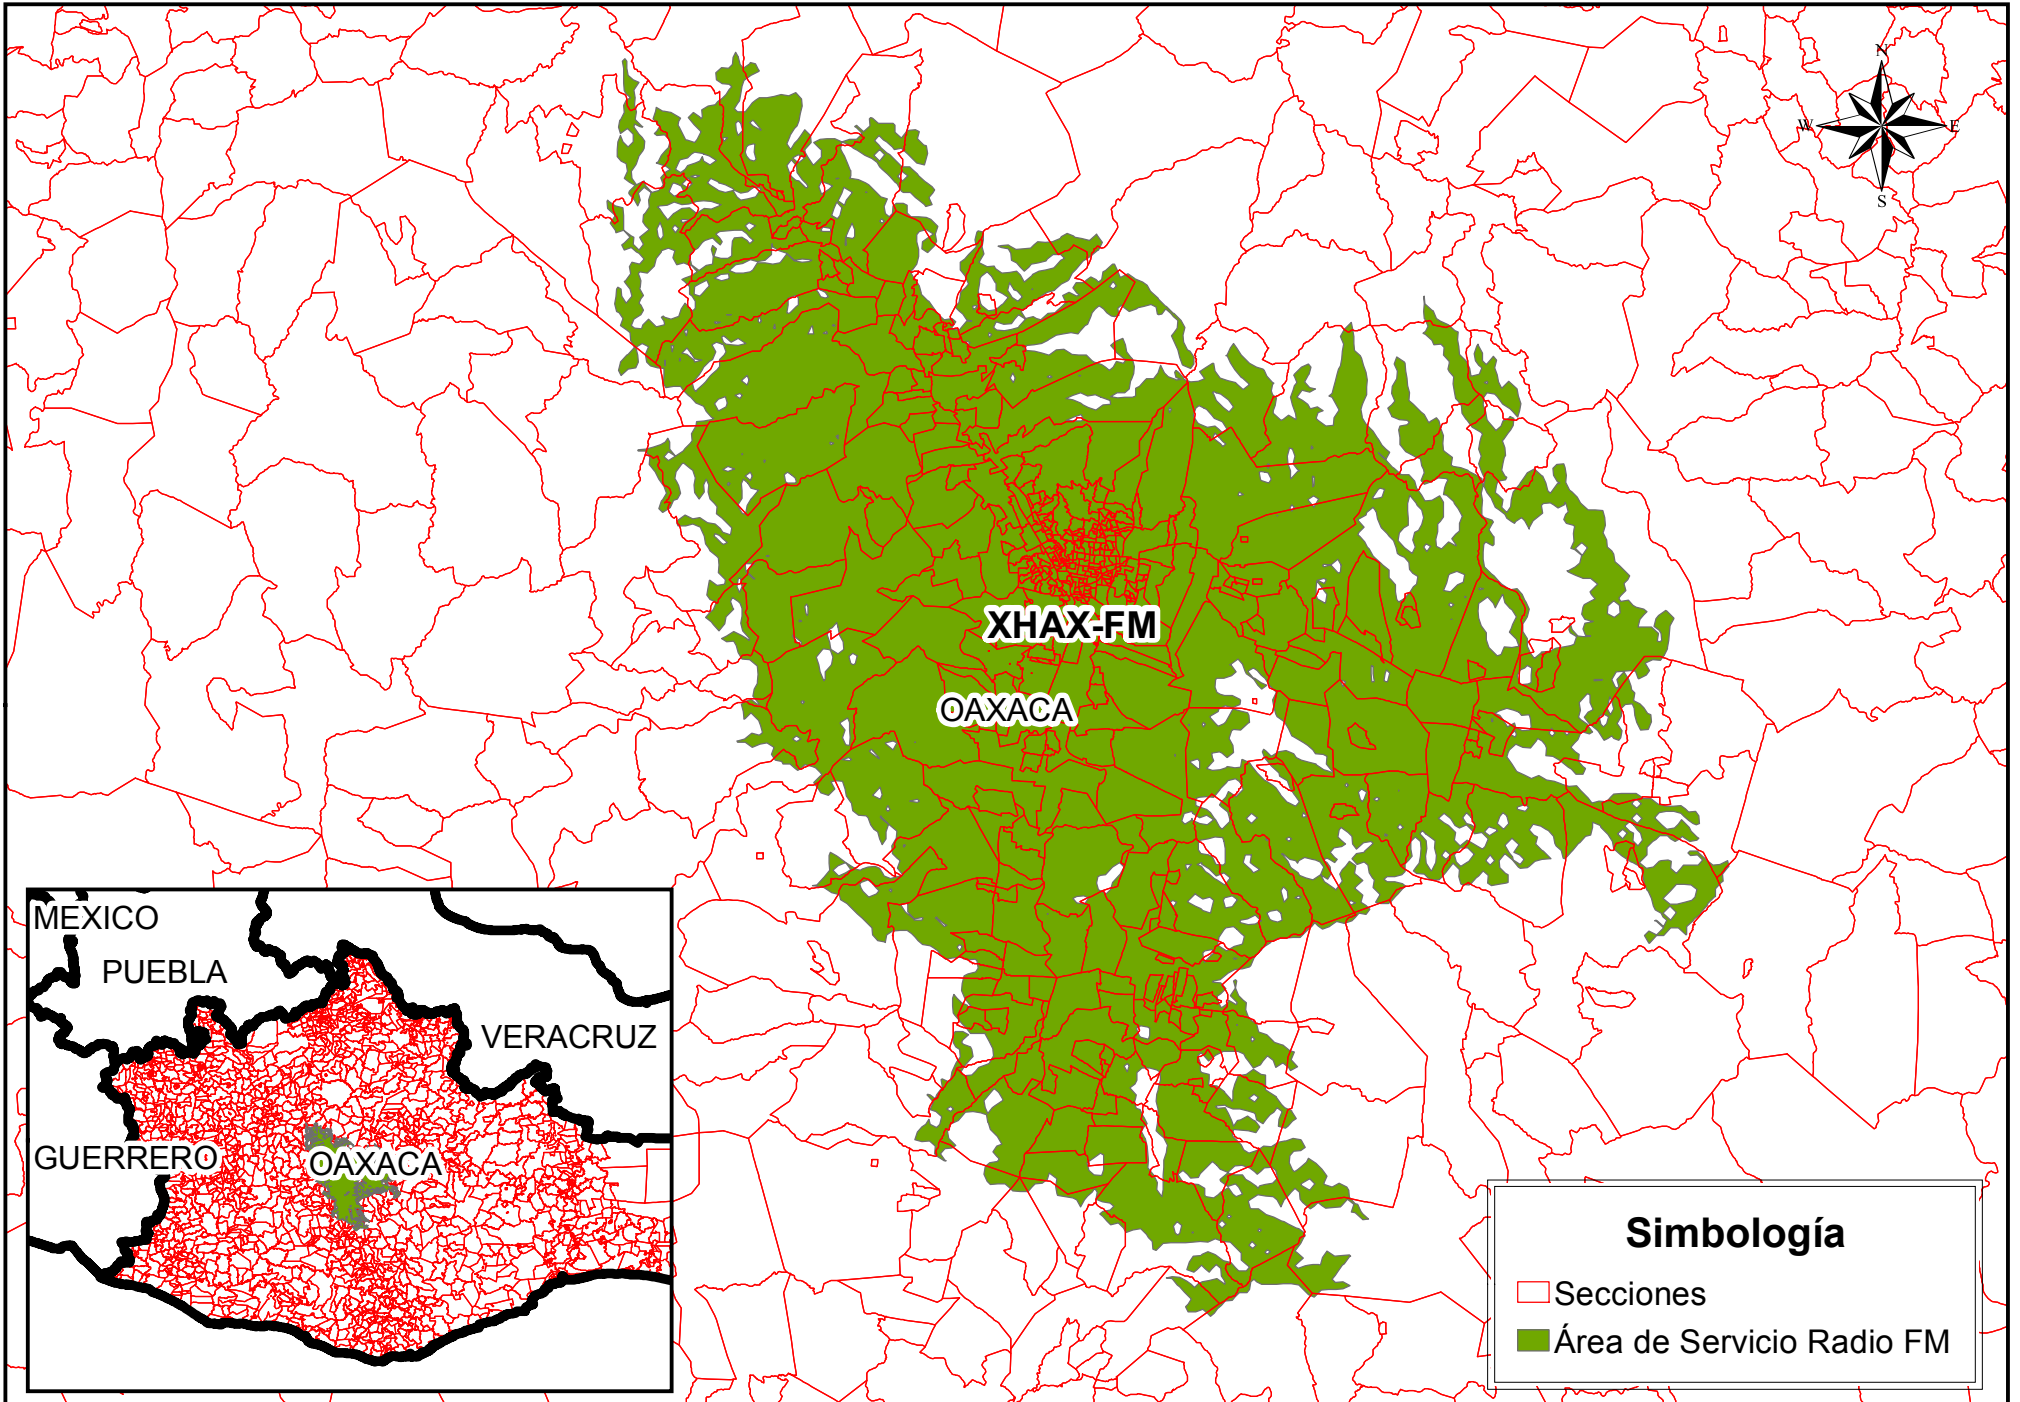 N
W
E
S
XHAX-FM
OAXACA
MEXICO
PUEBLA
VERACRUZ
GUERRERO
OAXACA
Simbología
Secciones
Área de Servicio Radio FM